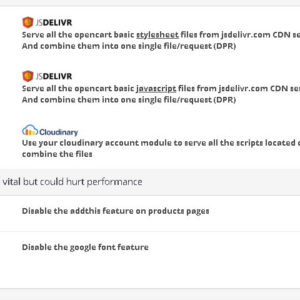 JSDELIVR
Serve all the opencart basic stylesheet files from jsdelivr.com CDN se
And combine them into one single file/request (DPR)
JSDELIVR
Serve all the opencart basic javascript files from jsdelivr.com CDN se
And combine them into one single file/request (DPR)
Cloudinary
Use your cloudinary account module to serve all the scripts located
combine the files
vital but could hurt performance
Disable the addthis feature on products pages
Disable the google font feature